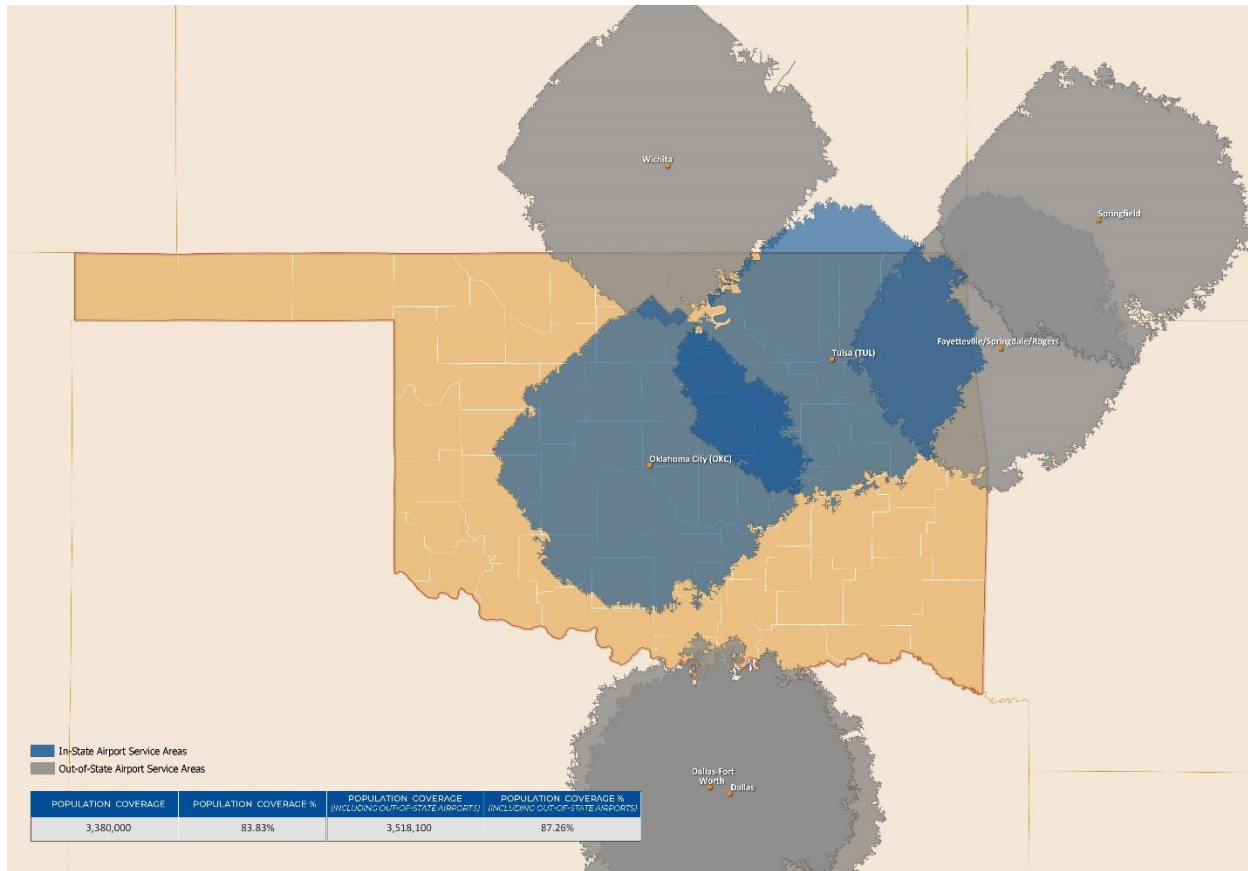 Wichita
Springfield
Fayetteville/Springdale/Rogers
Tulsa (TUL)
Oklahoma City (OKC)
Dallas-Fort
Worth
Dallas
In-State Airport Service Areas
Out-of-State Airport Service Areas
POPULATION COVERAGE
POPULATION COVERAGE %
POPULATION COVERAGE
(INCLUDING OUT-OF-STATE AIRPORTS)
POPULATION COVERAGE %
(INCLUDING OUT-OF-STATE AIRPORTS)
3,380,000
83.83%
3,518,100
87.26%